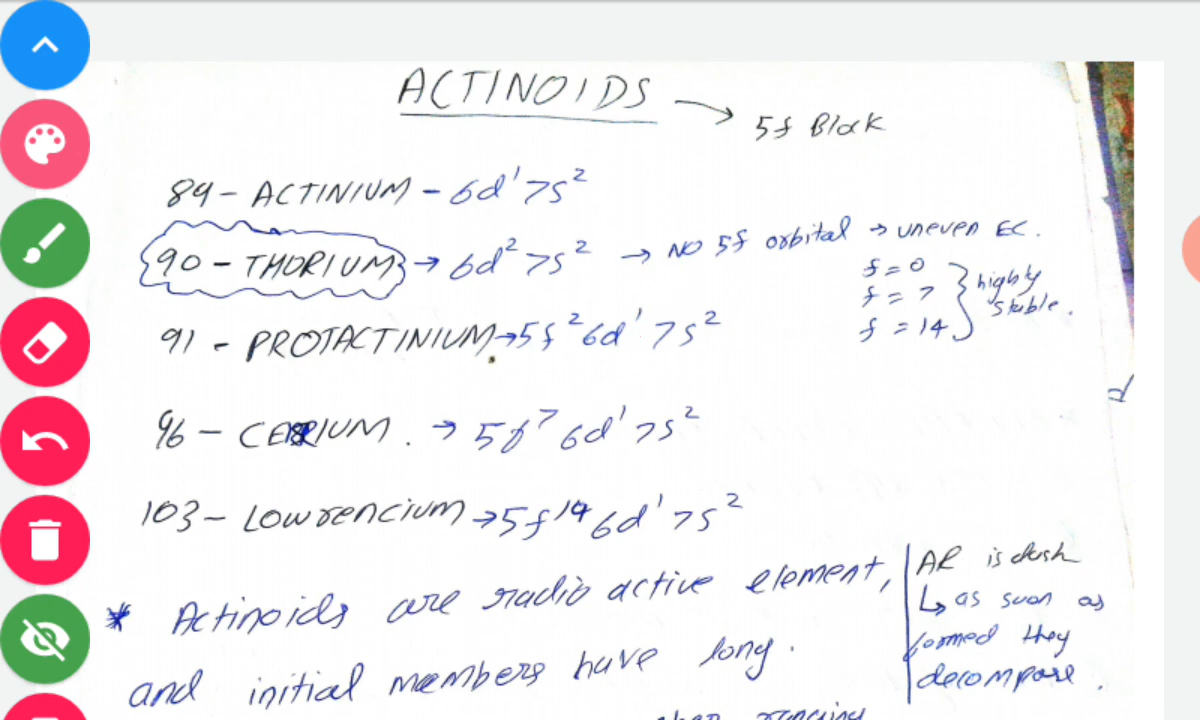 ACTINOIDS → 5f Block
89 - ACTINIUM - 6d¹7s²
90 - THORIUM → 6d²7s² → NO 5f orbital → uneven EC.
f = 0
f = 7 } highly stable.
f = 14
91 - PROTACTINIUM → 5f²6d¹7s²
96 - CERIUM. → 5f⁷6d¹7s²
103 - Lowrencium → 5f¹⁴6d¹7s²
* Actinoids are radio active element,
and initial members have long.
AR is dush
↳ as soon as
formed they
decompose.
d